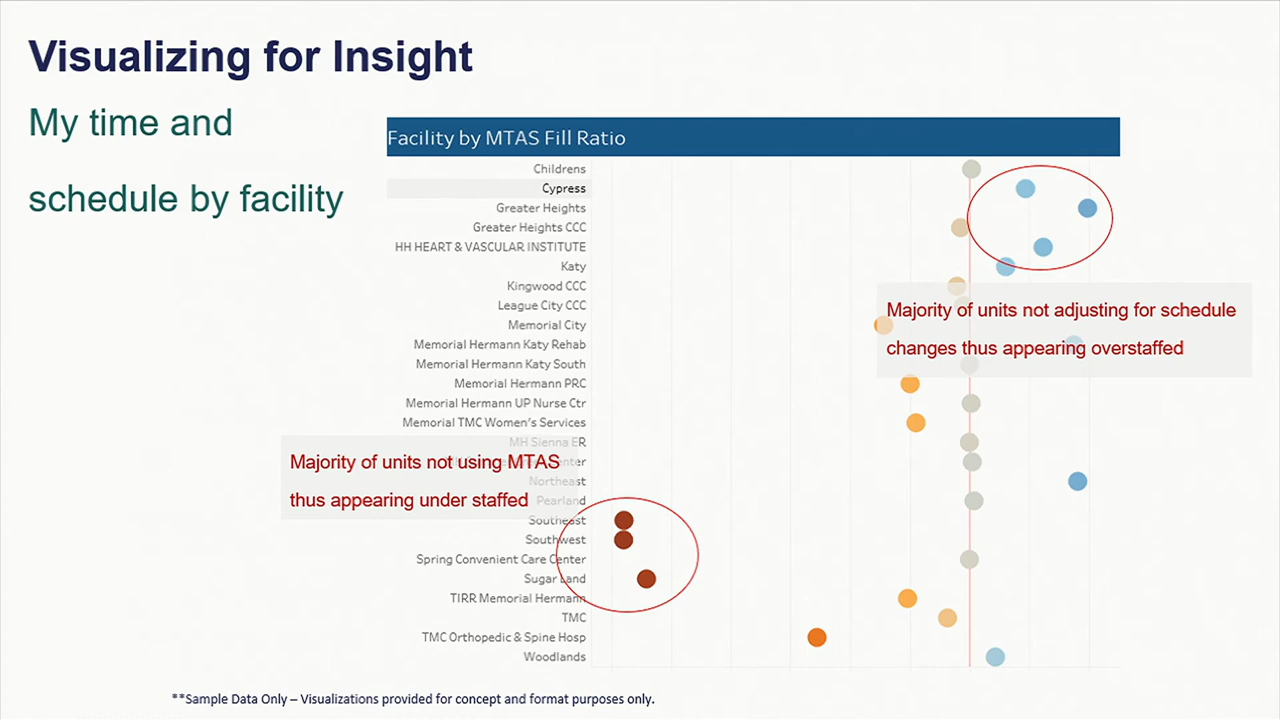 Visualizing for Insight
My time and
schedule by facility
Facility by MTAS Fill Ratio
Childrens
Cypress
Greater Heights
Greater Heights CCC
HH HEART & VASCULAR INSTITUTE
Katy
Kingwood CCC
League City CCC
Memorial City
Memorial Hermann Katy Rehab
Memorial Hermann Katy South
Memorial Hermann PRC
Memorial Hermann UP Nurse Ctr
Memorial TMC Women's Services
MH Sienna ER
Northeast
Pearland
Southeast
Southwest
Spring Convenient Care Center
Sugar Land
TIRR Memorial Hermann
TMC
TMC Orthopedic & Spine Hosp
Woodlands
Majority of units not adjusting for schedule
changes thus appearing overstaffed
Majority of units not using MTAS
thus appearing under staffed
**Sample Data Only – Visualizations provided for concept and format purposes only.